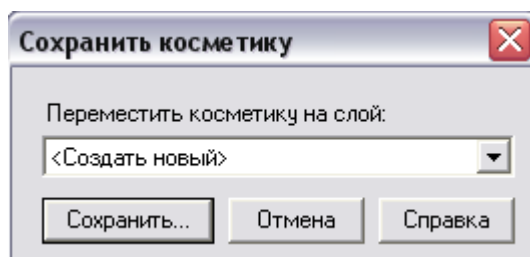 Сохранить косметику
Переместить косметику на слой:
<Создать новый>
Сохранить... Отмена Справка